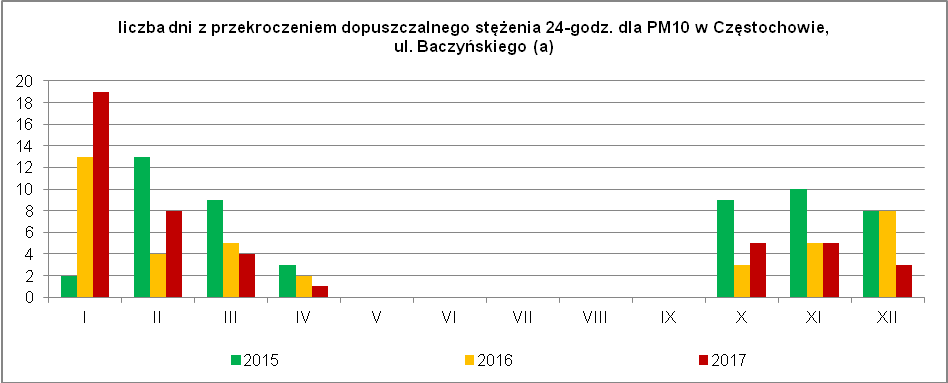 liczba dni z przekroczeniem dopuszczalnego stężenia 24-godz. dla PM10 w Częstochowie,
ul. Baczyńskiego (a)
20
18
16
14
12
10
8
6
4
2
0
I II III IV V VI VII VIII IX X XI XII
2015 2016 2017